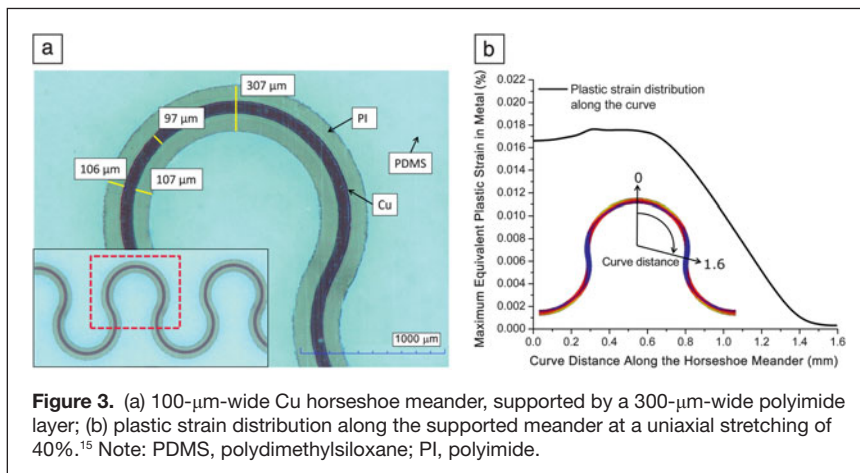 a
307 μm
97 μm
PI
PDMS
106 μm
107 μm
Cu
1000 μm
b
Maximum Equivalent Plastic Strain in Metal (%)
0.022
0.020
0.018
0.016
0.014
0.012
0.010
0.008
0.006
0.004
0.002
0.000
Plastic strain distribution
along the curve
0
Curve distance
1.6
0.0 0.2 0.4 0.6 0.8 1.0 1.2 1.4 1.6
Curve Distance Along the Horseshoe Meander (mm)
Figure 3. (a) 100-μm-wide Cu horseshoe meander, supported by a 300-μm-wide polyimide
layer; (b) plastic strain distribution along the supported meander at a uniaxial stretching of
40%.15 Note: PDMS, polydimethylsiloxane; PI, polyimide.